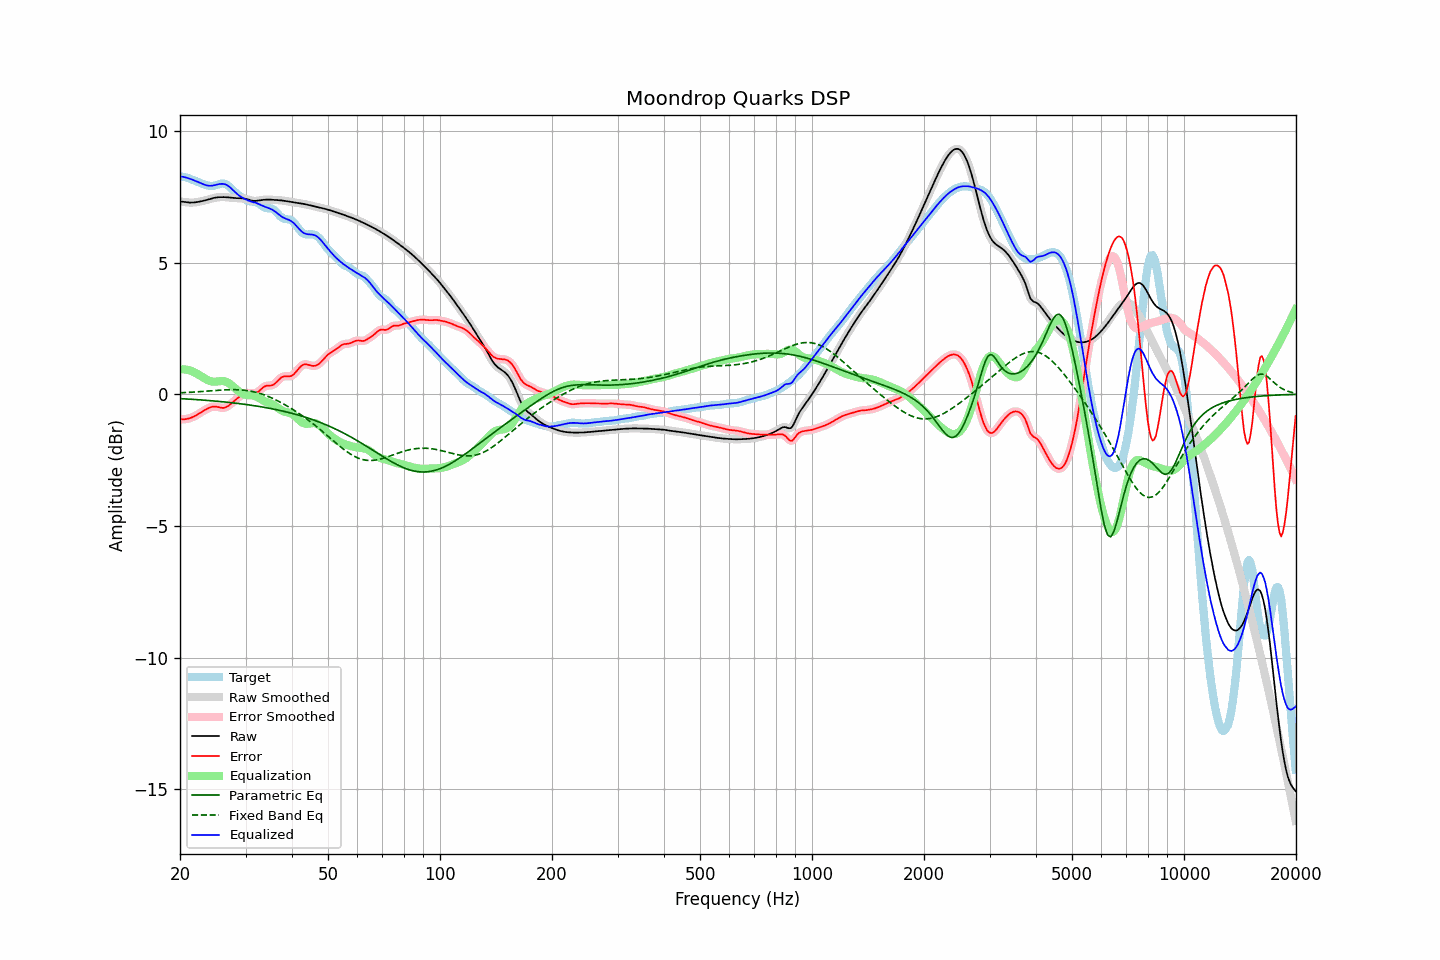 Moondrop Quarks DSP
10
5
0
−5
−10
−15
Amplitude (dBr)
Target
Raw Smoothed
Error Smoothed
Raw
Error
Equalization
Parametric Eq
Fixed Band Eq
Equalized
20 50 100 200 500 1000 2000 5000 10000 20000
Frequency (Hz)